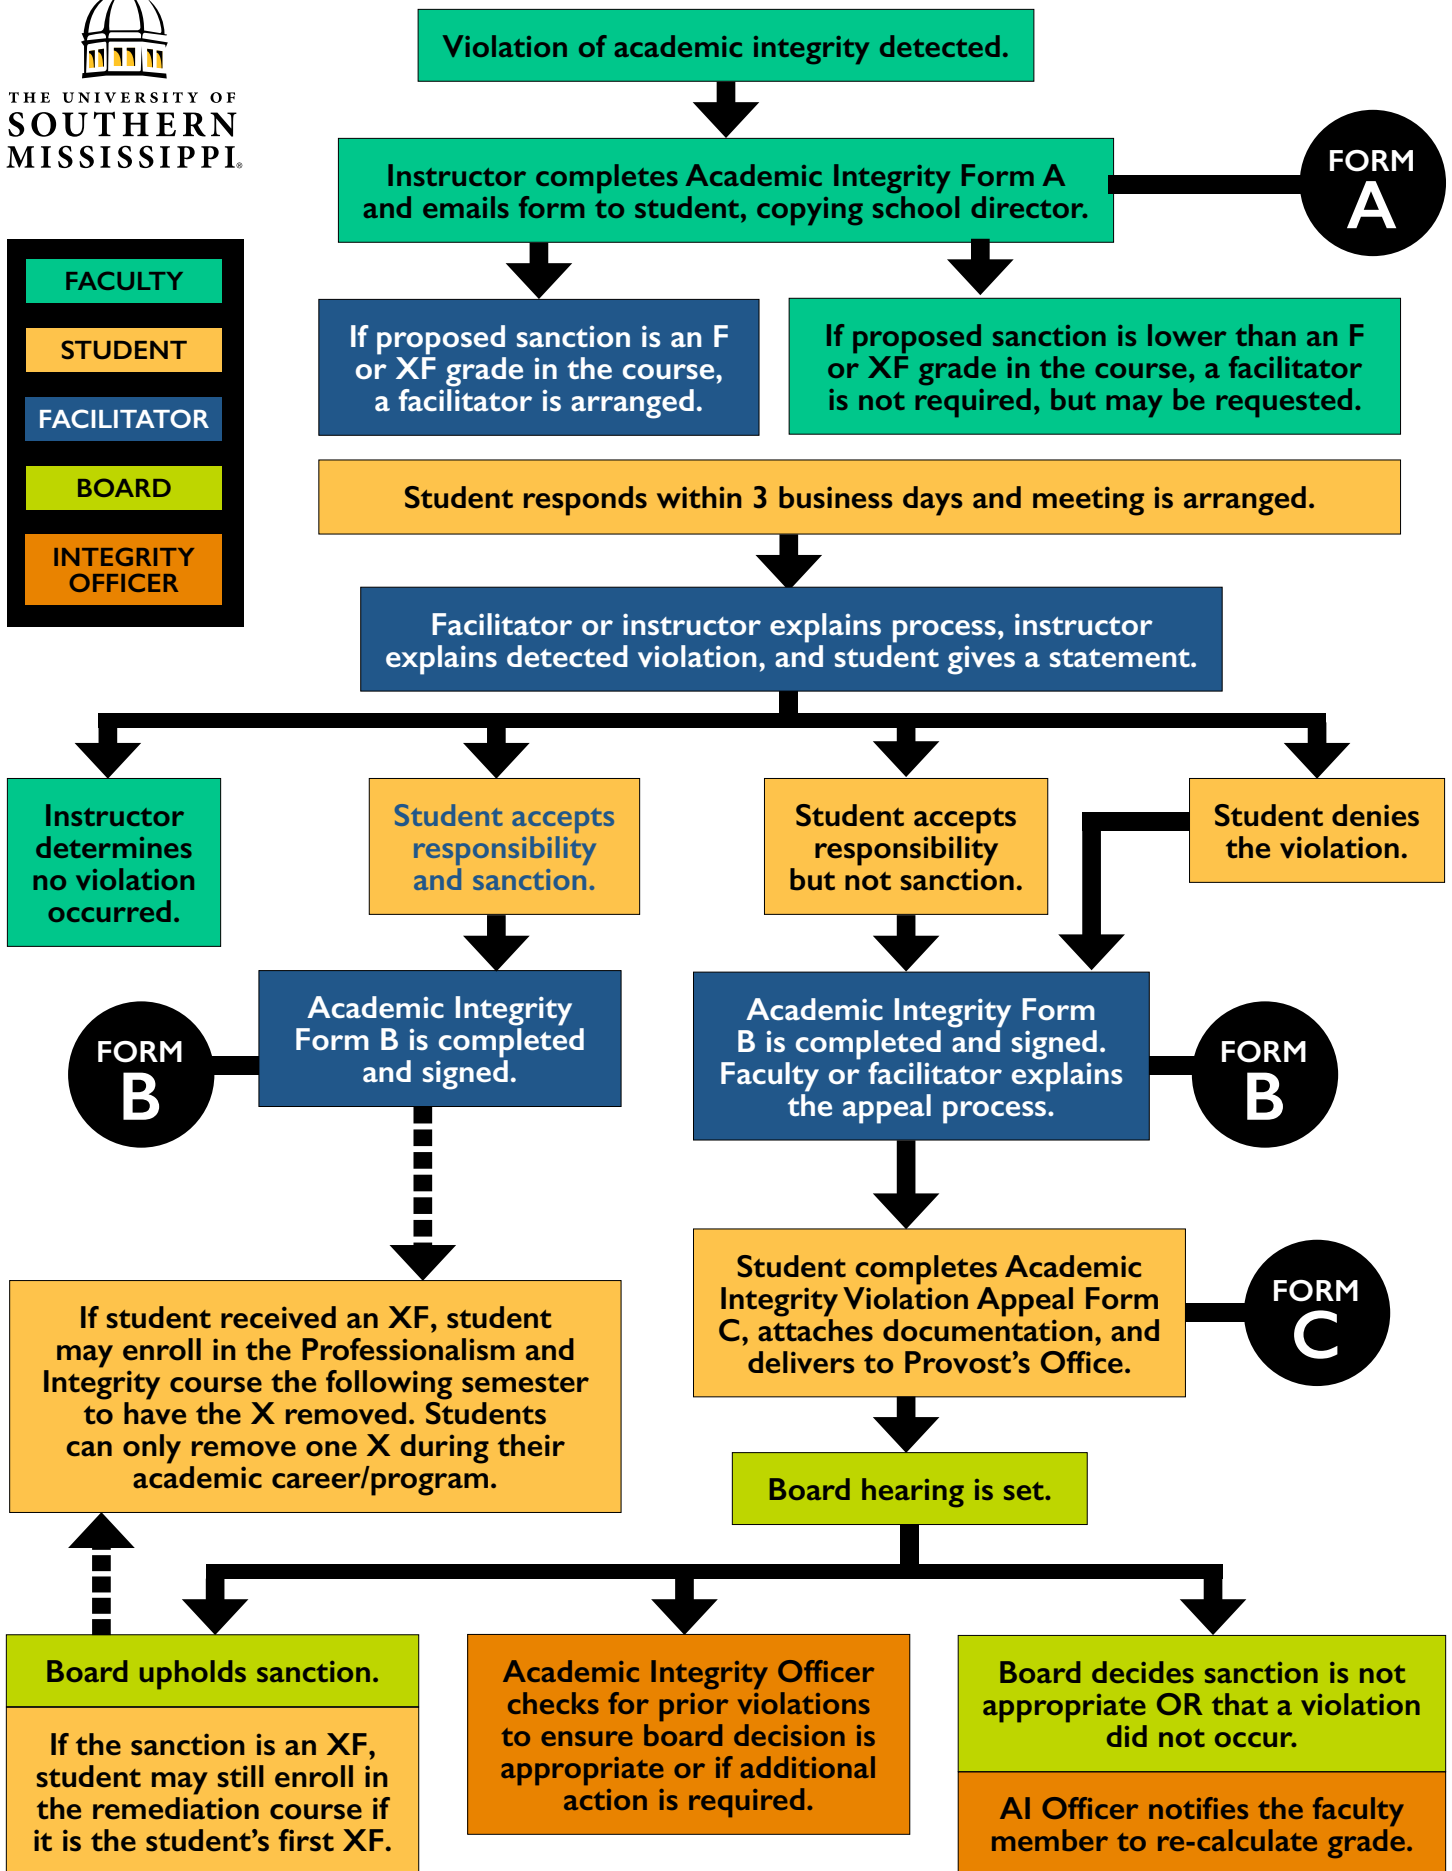 THE UNIVERSITY OF
SOUTHERN
MISSISSIPPI®
Violation of academic integrity detected.
Instructor completes Academic Integrity Form A
and emails form to student, copying school director.
FORM
A
FACULTY
STUDENT
FACILITATOR
BOARD
INTEGRITY
OFFICER
If proposed sanction is an F
or XF grade in the course,
a facilitator is arranged.
If proposed sanction is lower than an F
or XF grade in the course, a facilitator
is not required, but may be requested.
Student responds within 3 business days and meeting is arranged.
Facilitator or instructor explains process, instructor
explains detected violation, and student gives a statement.
Instructor
determines
no violation
occurred.
Student accepts
responsibility
and sanction.
Student accepts
responsibility
but not sanction.
Student denies
the violation.
FORM
B
Academic Integrity
Form B is completed
and signed.
Academic Integrity Form
B is completed and signed.
Faculty or facilitator explains
the appeal process.
FORM
B
If student received an XF, student
may enroll in the Professionalism and
Integrity course the following semester
to have the X removed. Students
can only remove one X during their
academic career/program.
Student completes Academic
Integrity Violation Appeal Form
C, attaches documentation, and
delivers to Provost's Office.
FORM
C
Board hearing is set.
Board upholds sanction.
If the sanction is an XF,
student may still enroll in
the remediation course if
it is the student's first XF.
Academic Integrity Officer
checks for prior violations
to ensure board decision is
appropriate or if additional
action is required.
Board decides sanction is not
appropriate OR that a violation
did not occur.
AI Officer notifies the faculty
member to re-calculate grade.